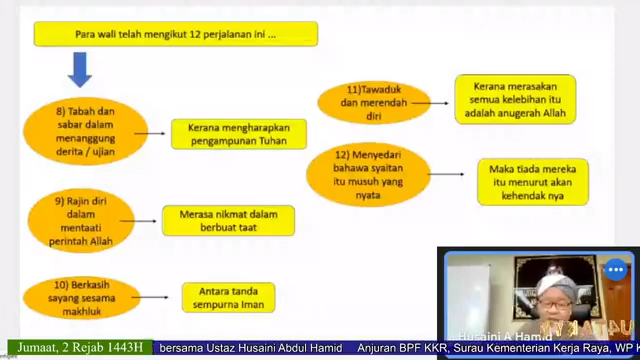 Para wali telah mengikut 12 perjalanan ini ...
8) Tabah dan
sabar dalam
menanggung
derita / ujian
Kerana mengharapkan
pengampunan Tuhan
9) Rajin diri
dalam
mentaati
perintah Allah
Merasa nikmat dalam
berbuat taat
10) Berkasih
sayang sesama
makhluk
Antara tanda
sempurna Iman
11)Tawaduk
dan merendah
diri
Kerana merasakan
semua kelebihan itu
adalah anugerah Allah
12) Menyedari
bahawa syaitan
itu musuh yang
nyata
Maka tiada mereka
itu menurut akan
kehendak nya
Husaini A Hamid
Jumaat, 2 Rejab 1443H
bersama Ustaz Husaini Abdul Hamid Anjuran BPF KKR, Surau Kementerian Kerja Raya, WP